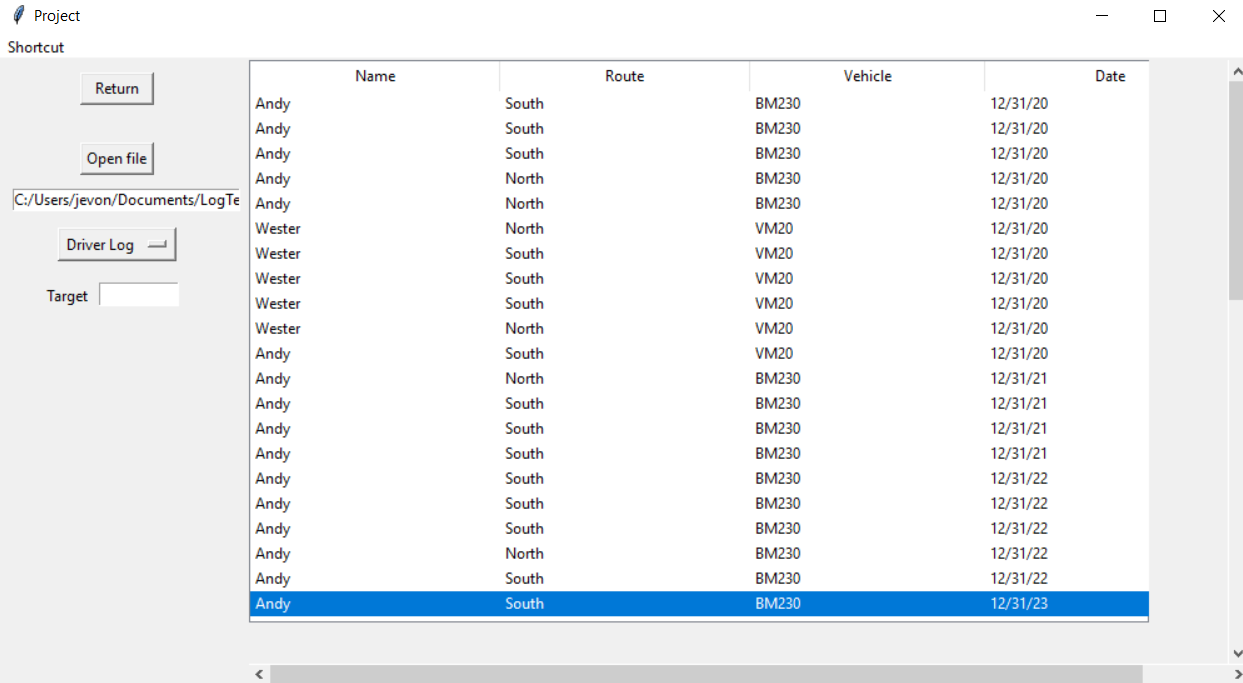 Project
Shortcut
Return
Open file
C:/Users/jevon/Documents/LogTe
Driver Log
Target
Name Route Vehicle Date
Andy South BM230 12/31/20
Andy South BM230 12/31/20
Andy South BM230 12/31/20
Andy North BM230 12/31/20
Andy North BM230 12/31/20
Wester North VM20 12/31/20
Wester South VM20 12/31/20
Wester South VM20 12/31/20
Wester South VM20 12/31/20
Wester North VM20 12/31/20
Andy South VM20 12/31/20
Andy North BM230 12/31/21
Andy South BM230 12/31/21
Andy South BM230 12/31/21
Andy South BM230 12/31/21
Andy South BM230 12/31/22
Andy South BM230 12/31/22
Andy South BM230 12/31/22
Andy North BM230 12/31/22
Andy South BM230 12/31/22
Andy South BM230 12/31/23